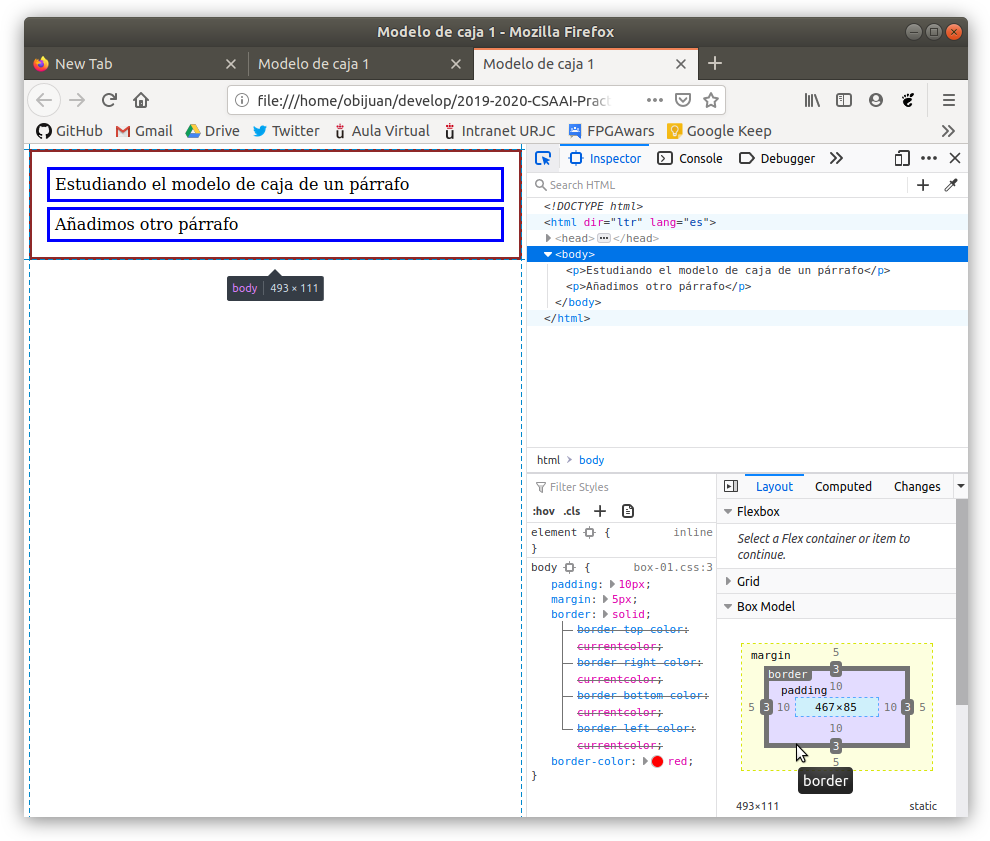 Modelo de caja 1 - Mozilla Firefox
New Tab
Modelo de caja 1
Modelo de caja 1
file:///home/obijuan/develop/2019-2020-CSAAI-Pract
GitHub Gmail Drive Twitter Aula Virtual Intranet URJC FPGAwars Google Keep
Estudiando el modelo de caja de un párrafo
Añadimos otro párrafo
body 493 × 111
Inspector Console Debugger
Search HTML
<!DOCTYPE html>
<html dir="ltr" lang="es">
<head> ••• </head>
<body>
<p>Estudiando el modelo de caja de un párrafo</p>
<p>Añadimos otro párrafo</p>
</body>
</html>
html > body
Filter Styles
:hov .cls
element { inline
}
body { box-01.css:3
padding: 10px;
margin: 5px;
border: solid;
border-top-color:
currentcolor;
border-right-color:
currentcolor;
border-bottom-color:
currentcolor;
border-left-color:
currentcolor;
border-color: red;
}
Layout Computed Changes
Flexbox
Select a Flex container or item to
continue.
Grid
Box Model
margin 5
border 3
padding 10
5 3 10 467×85 10 3 5
10
3
5
border
493×111 static